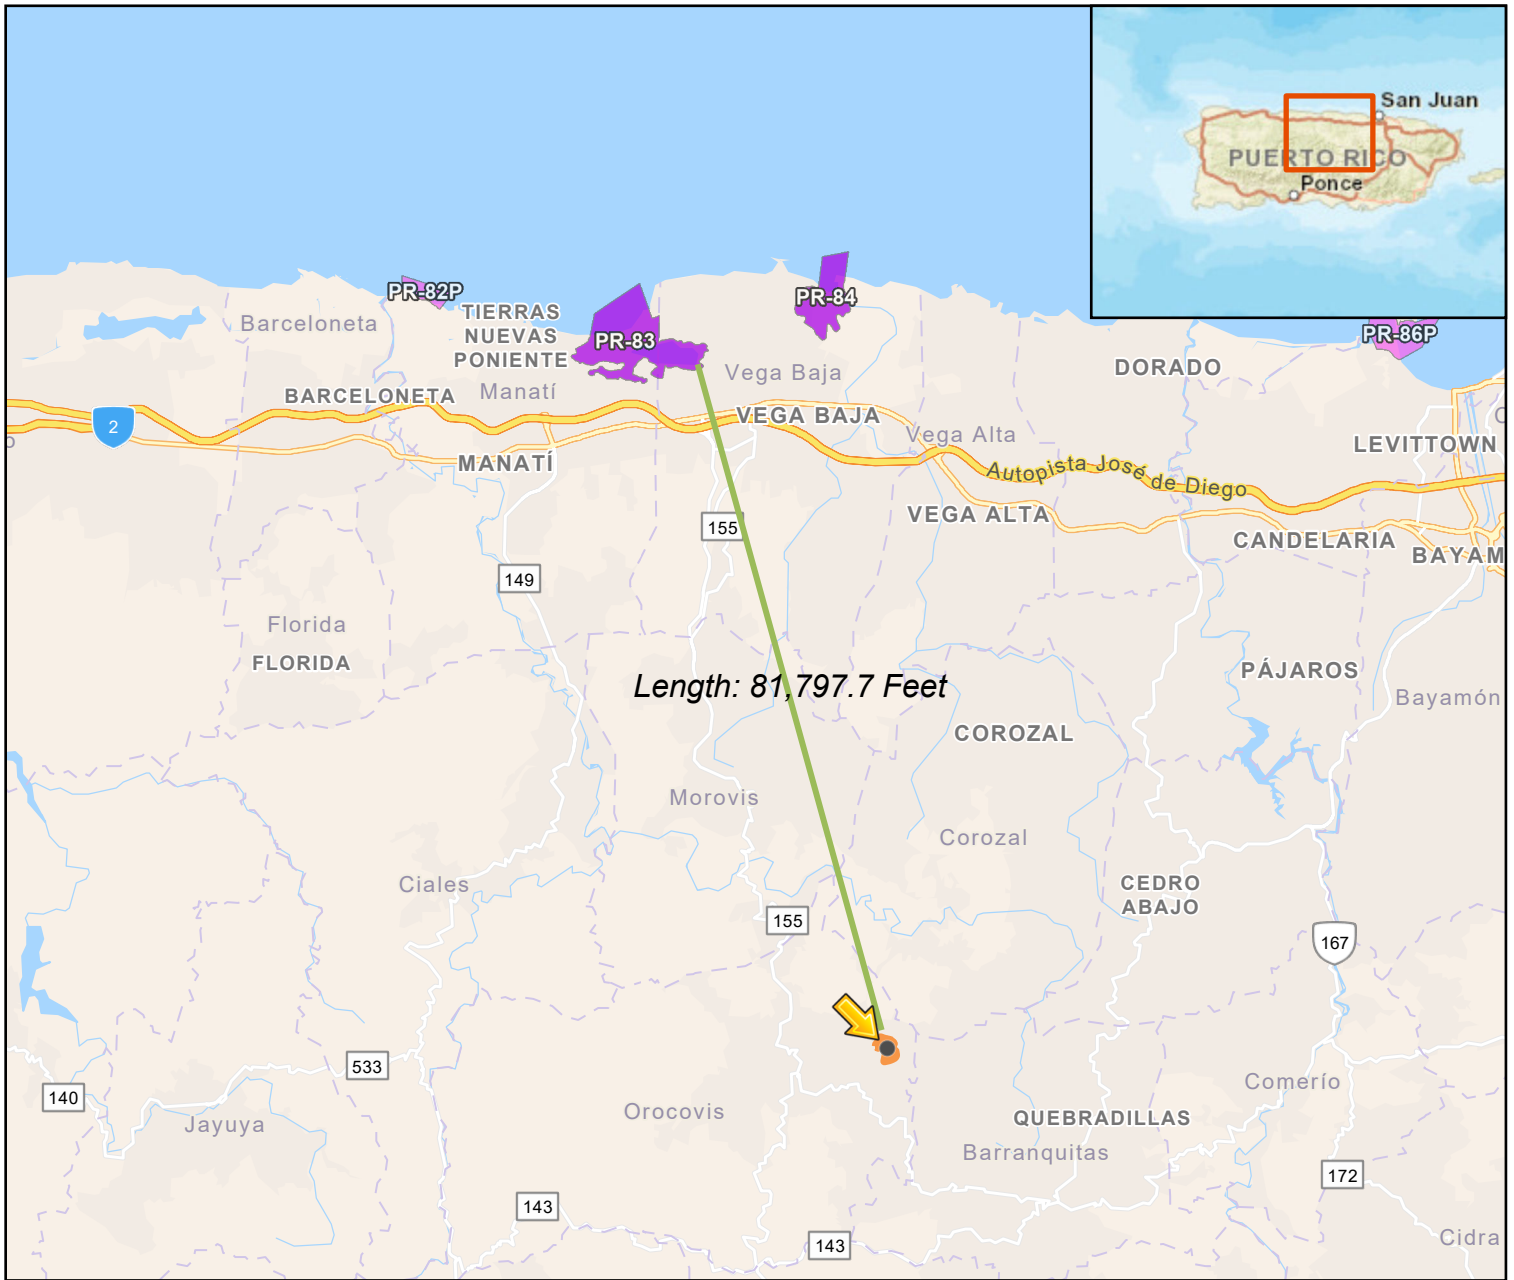 San Juan
PUERTO RICO
Ponce
PR-82P
TIERRAS
NUEVAS
PONIENTE
PR-83
PR-84
PR-86P
Barceloneta
BARCELONETA
Manatí
Vega Baja
DORADO
2
VEGA BAJA
Vega Alta
LEVITTOWN
MANATÍ
Autopista José de Diego
VEGA ALTA
155
CANDELARIA
BAYAM
149
Florida
FLORIDA
PÁJAROS
Length: 81,797.7 Feet
Bayamón
COROZAL
Morovis
Corozal
Ciales
CEDRO
ABAJO
155
167
533
140
Comerío
Orocovis
QUEBRADILLAS
Jayuya
Barranquitas
172
143
143
Cidra